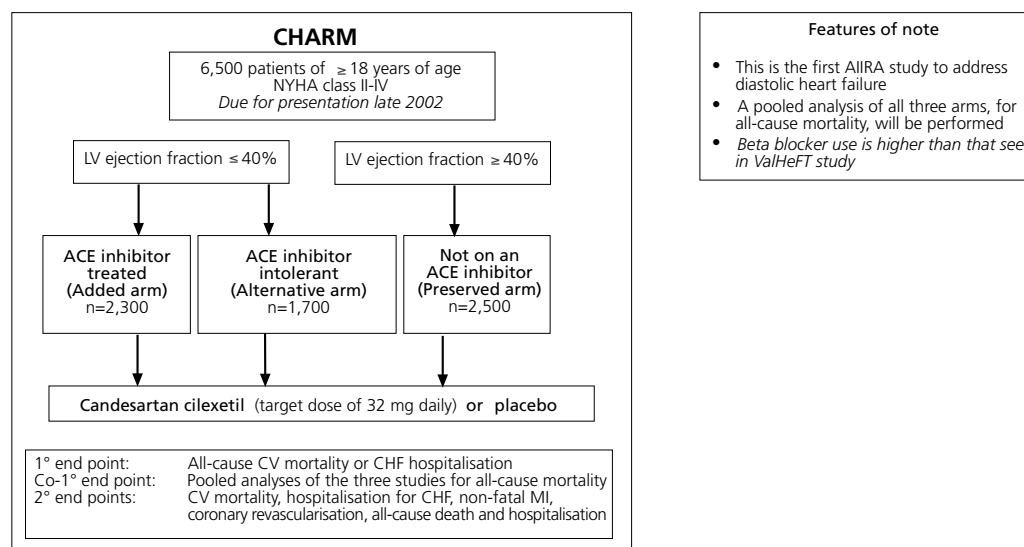 CHARM
6,500 patients of ≥ 18 years of age
NYHA class II-IV
Due for presentation late 2002
LV ejection fraction ≤ 40%
LV ejection fraction ≥ 40%
ACE inhibitor
treated
(Added arm)
n=2,300
ACE inhibitor
intolerant
(Alternative arm)
n=1,700
Not on an
ACE inhibitor
(Preserved arm)
n=2,500
Candesartan cilexetil (target dose of 32 mg daily) or placebo
1° end point: All-cause CV mortality or CHF hospitalisation
Co-1° end point: Pooled analyses of the three studies for all-cause mortality
2° end points: CV mortality, hospitalisation for CHF, non-fatal MI,
coronary revascularisation, all-cause death and hospitalisation
Features of note
• This is the first AIIRA study to address
diastolic heart failure
• A pooled analysis of all three arms, for
all-cause mortality, will be performed
• Beta blocker use is higher than that see
in ValHeFT study